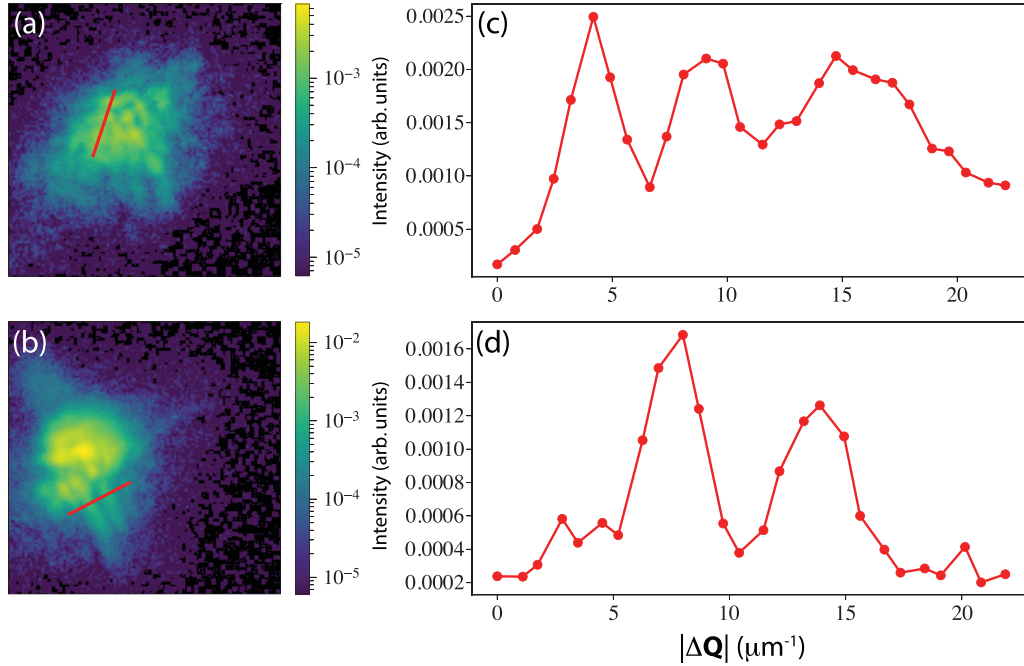 (a)
10⁻³
10⁻⁴
10⁻⁵
Intensity (arb. units)
(c)
0.0025
0.0020
0.0015
0.0010
0.0005
0 5 10 15 20
(b)
10⁻²
10⁻³
10⁻⁴
10⁻⁵
Intensity (arb. units)
(d)
0.0016
0.0014
0.0012
0.0010
0.0008
0.0006
0.0004
0.0002
0 5 10 15 20
|ΔQ| (μm⁻¹)